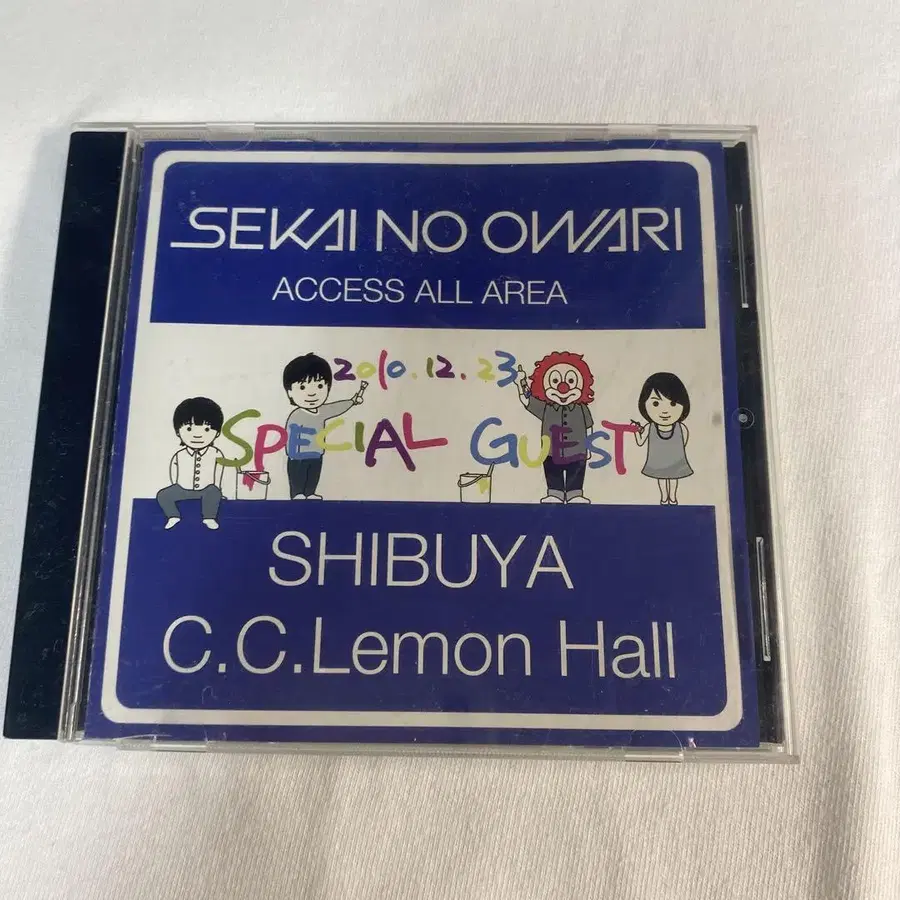 SEKAI NO OWARI
ACCESS ALL AREA
2010.12.23
SPECIAL GUEST
SHIBUYA
C.C.Lemon Hall